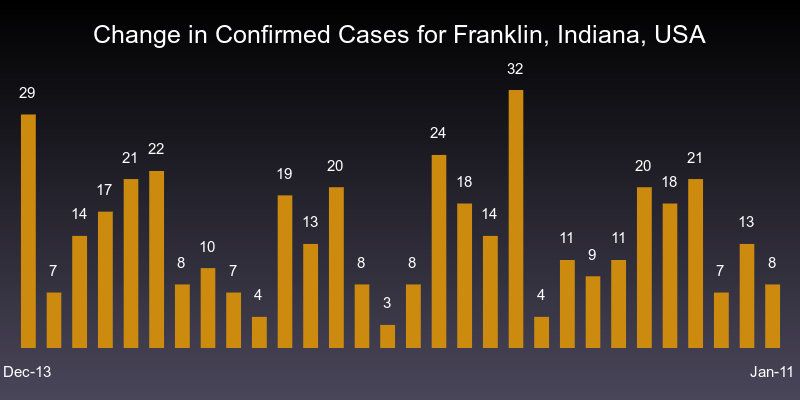 Change in Confirmed Cases for Franklin, Indiana, USA
29 7 14 17 21 22 8 10 7 4 19 13 20 8 3 8 24 18 14 32 4 11 9 11 20 18 21 7 13 8
Dec-13 Jan-11